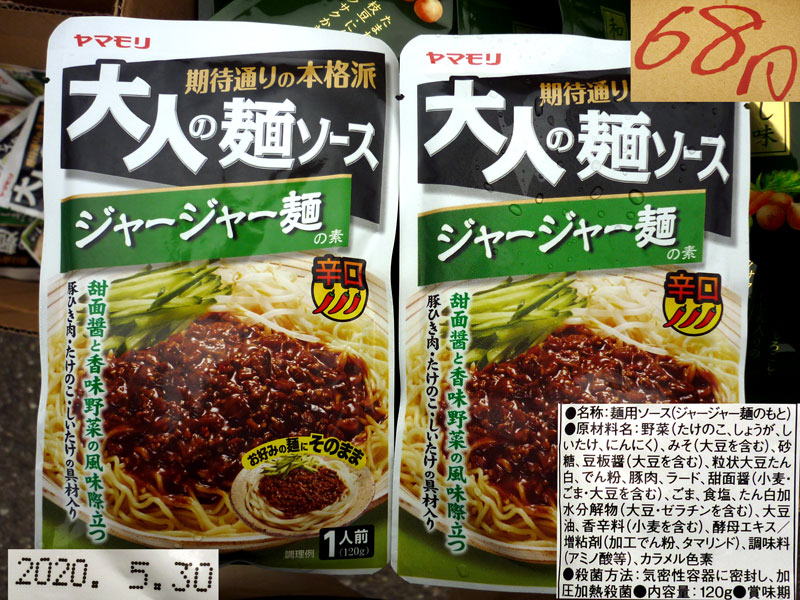 ヤマモリ
期待通りの本格派
大人の麺ソース
ジャージャー麺
の素
辛口
甜面醤と香味野菜の風味際立つ
豚ひき肉・たけのこ・しいたけの具材入り
お好みの麺にそのまま
調理例
1人前
(120g)
2020. 5.30
ヤマモリ
期待通り
大人の麺ソース
ジャージャー麺
の素
辛口
甜面醤と香味野菜の風味際立つ
豚ひき肉・たけのこ・しいたけの具材入り
68円
●名称:麺用ソース(ジャージャー麺のもと)
●原材料名:野菜(たけのこ、しょうが、し
いたけ、にんにく)、みそ(大豆を含む)、砂
糖、豆板醤(大豆を含む)、粒状大豆たん
白、でん粉、豚肉、ラード、甜面醤(小麦・
ごま・大豆を含む)、ごま、食塩、たん白加
水分解物(大豆・ゼラチンを含む)、大豆
油、香辛料(小麦を含む)、酵母エキス/
増粘剤(加工でん粉、タマリンド)、調味料
(アミノ酸等)、カラメル色素
●殺菌方法:気密性容器に密封し、加
圧加熱殺菌●内容量:120g●賞味期